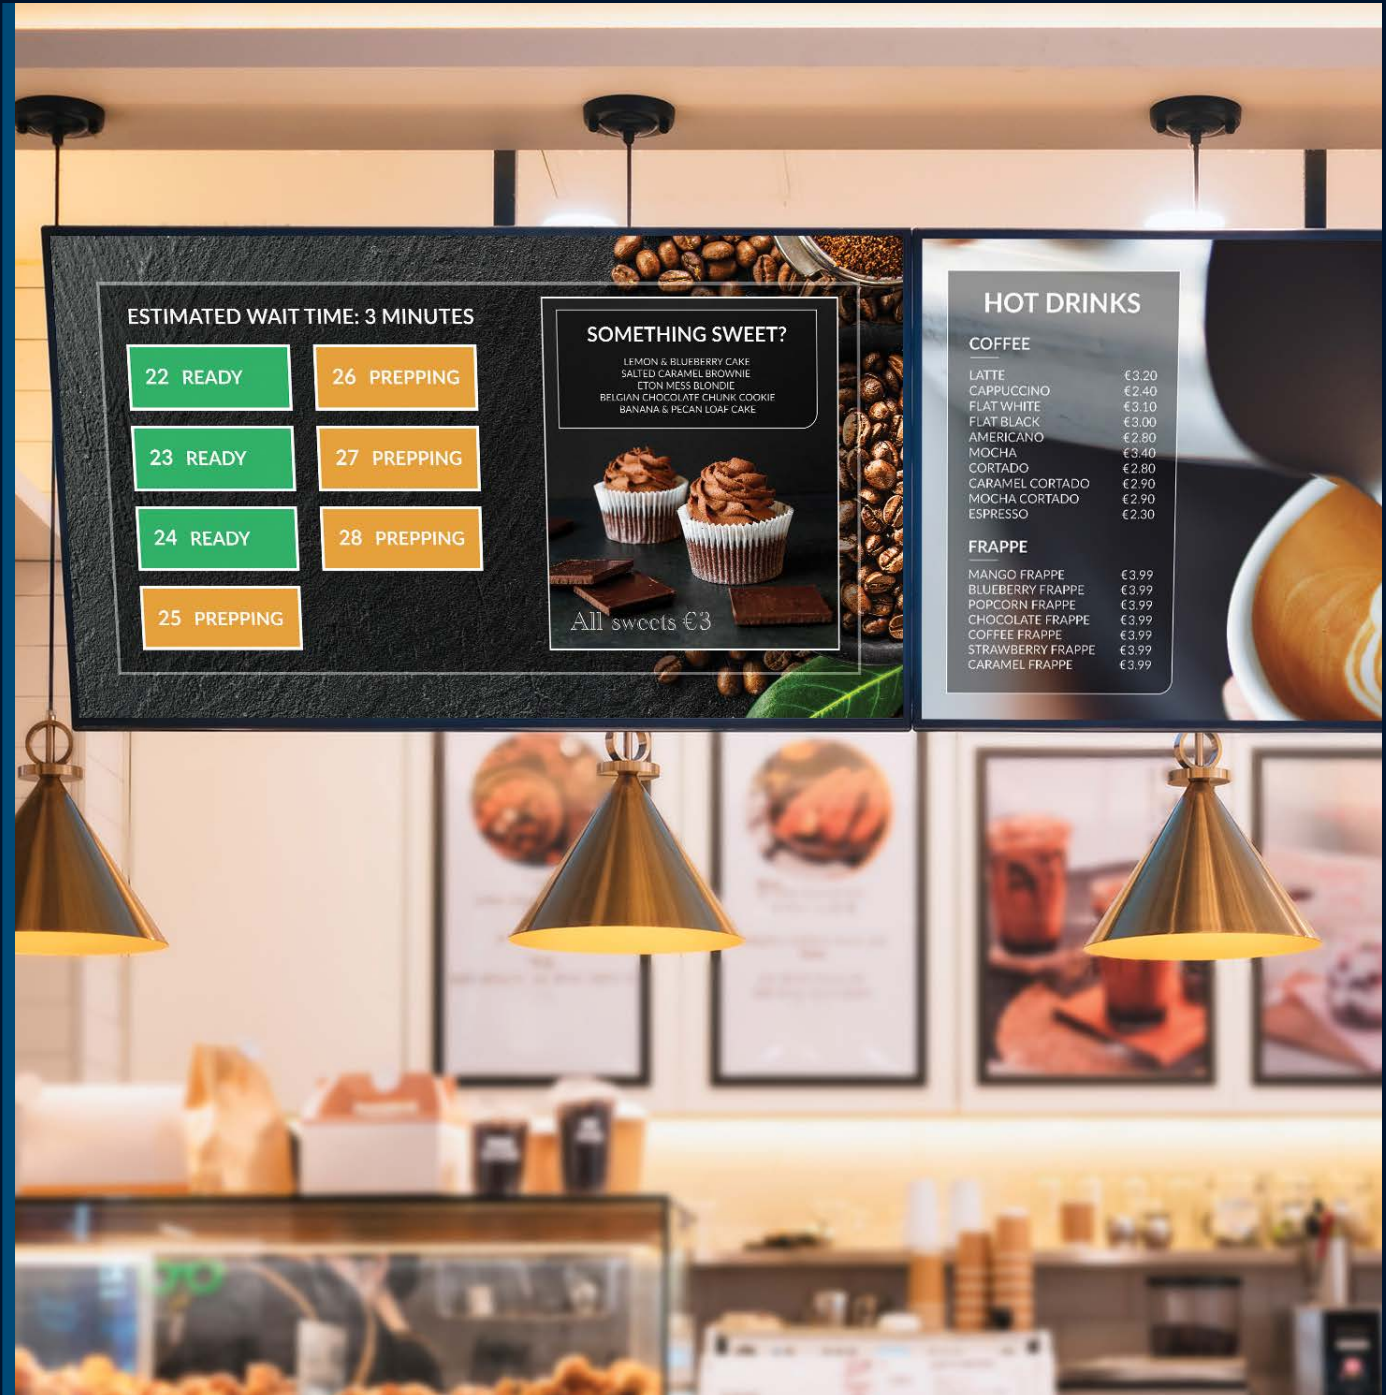 ESTIMATED WAIT TIME: 3 MINUTES
22 READY
26 PREPPING
23 READY
27 PREPPING
24 READY
28 PREPPING
25 PREPPING
SOMETHING SWEET?
LEMON & BLUEBERRY CAKE
SALTED CARAMEL BROWNIE
ETON MESS BLONDIE
BELGIAN CHOCOLATE CHUNK COOKIE
BANANA & PECAN LOAF CAKE
All sweets €3
HOT DRINKS
COFFEE
LATTE €3.20
CAPPUCCINO €2.40
FLAT WHITE €3.10
FLAT BLACK €3.00
AMERICANO €2.80
MOCHA €3.40
CORTADO €2.80
CARAMEL CORTADO €2.90
MOCHA CORTADO €2.90
ESPRESSO €2.30
FRAPPE
MANGO FRAPPE €3.99
BLUEBERRY FRAPPE €3.99
POPCORN FRAPPE €3.99
CHOCOLATE FRAPPE €3.99
COFFEE FRAPPE €3.99
STRAWBERRY FRAPPE €3.99
CARAMEL FRAPPE €3.99